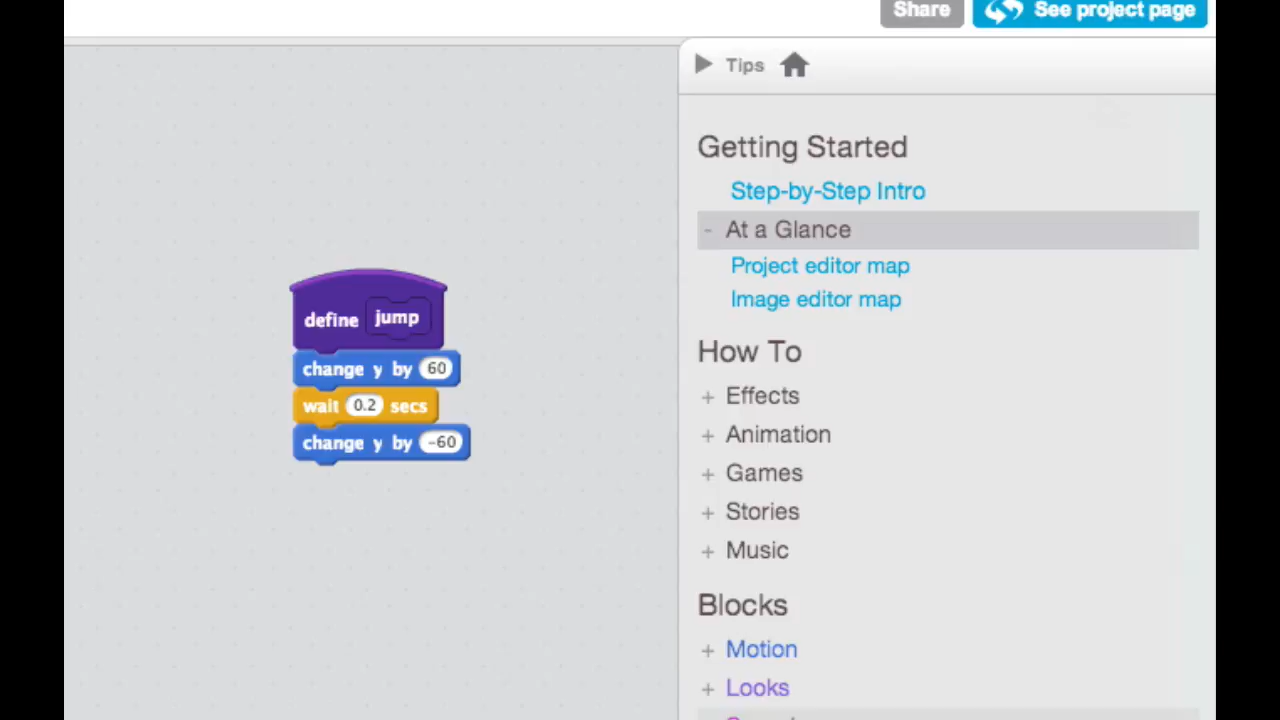 Share
See project page
Tips
Getting Started
Step-by-Step Intro
- At a Glance
Project editor map
Image editor map
How To
+ Effects
+ Animation
+ Games
+ Stories
+ Music
Blocks
+ Motion
+ Looks
define jump
change y by 60
wait 0.2 secs
change y by -60